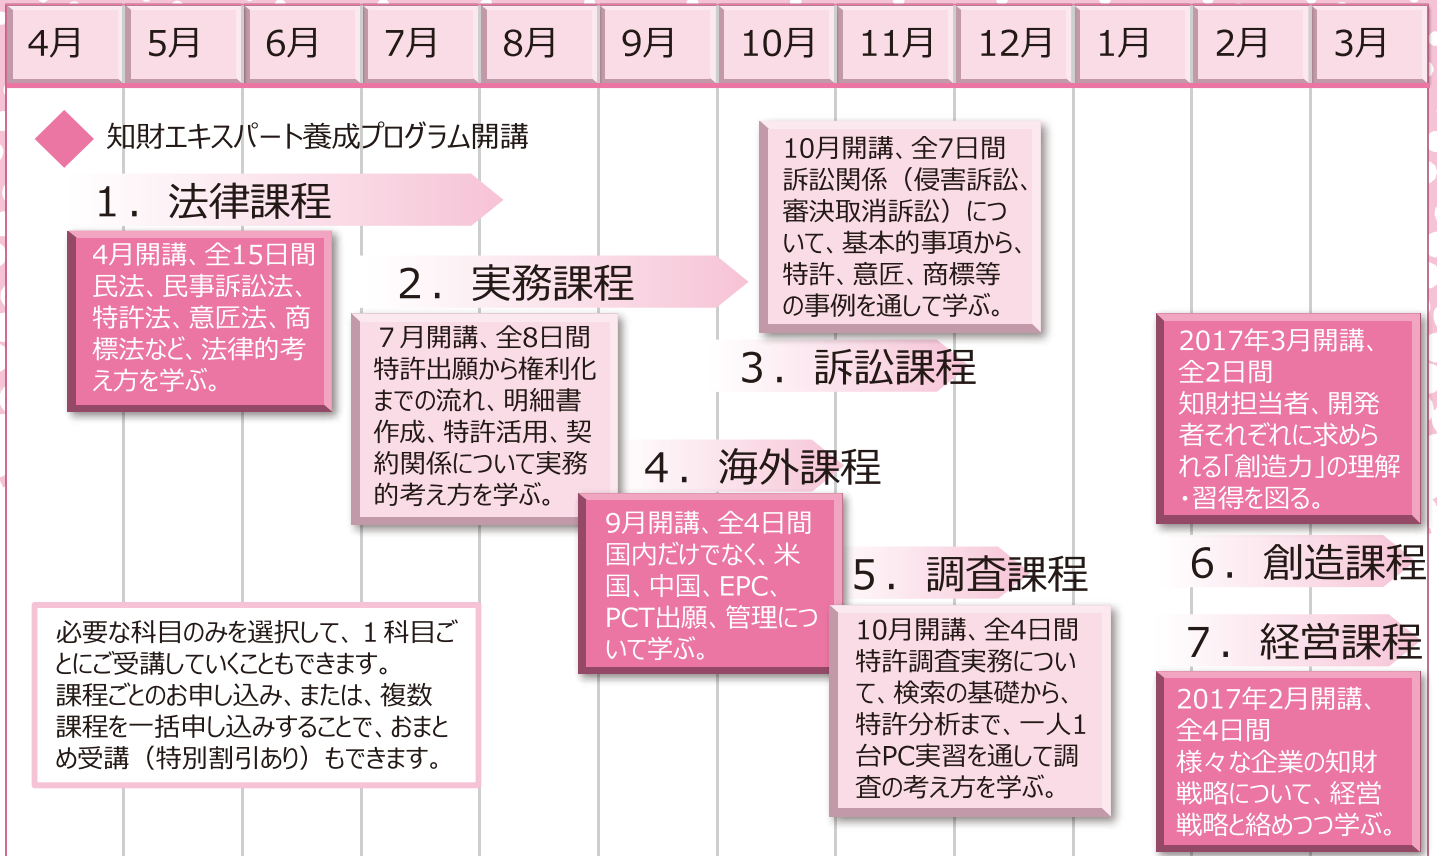 4月 5月 6月 7月 8月 9月 10月 11月 12月 1月 2月 3月
知財エキスパート養成プログラム開講
1．法律課程
4月開講、全15日間
民法、民事訴訟法、
特許法、意匠法、商
標法など、法律的考
え方を学ぶ。
2．実務課程
７月開講、全8日間
特許出願から権利化
までの流れ、明細書
作成、特許活用、契
約関係について実務
的考え方を学ぶ。
10月開講、全7日間
訴訟関係（侵害訴訟、
審決取消訴訟）につ
いて、基本的事項から、
特許、意匠、商標等
の事例を通して学ぶ。
3．訴訟課程
4．海外課程
9月開講、全4日間
国内だけでなく、米
国、中国、EPC、
PCT出願、管理につ
いて学ぶ。
5．調査課程
10月開講、全4日間
特許調査実務につい
て、検索の基礎から、
特許分析まで、一人1
台PC実習を通して調
査の考え方を学ぶ。
2017年3月開講、
全2日間
知財担当者、開発
者それぞれに求めら
れる「創造力」の理解
・習得を図る。
6．創造課程
7．経営課程
2017年2月開講、
全4日間
様々な企業の知財
戦略について、経営
戦略と絡めつつ学ぶ。
必要な科目のみを選択して、１科目ご
とにご受講していくこともできます。
課程ごとのお申し込み、または、複数
課程を一括申し込みすることで、おまと
め受講（特別割引あり）もできます。